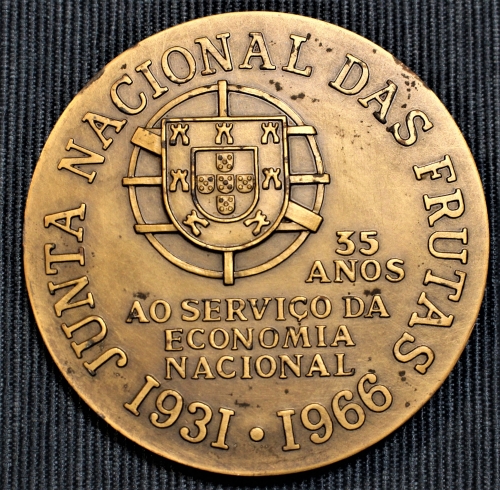 JUNTA NACIONAL DAS FRUTAS
35
ANOS
AO SERVIÇO DA
ECONOMIA
NACIONAL
1931 · 1966